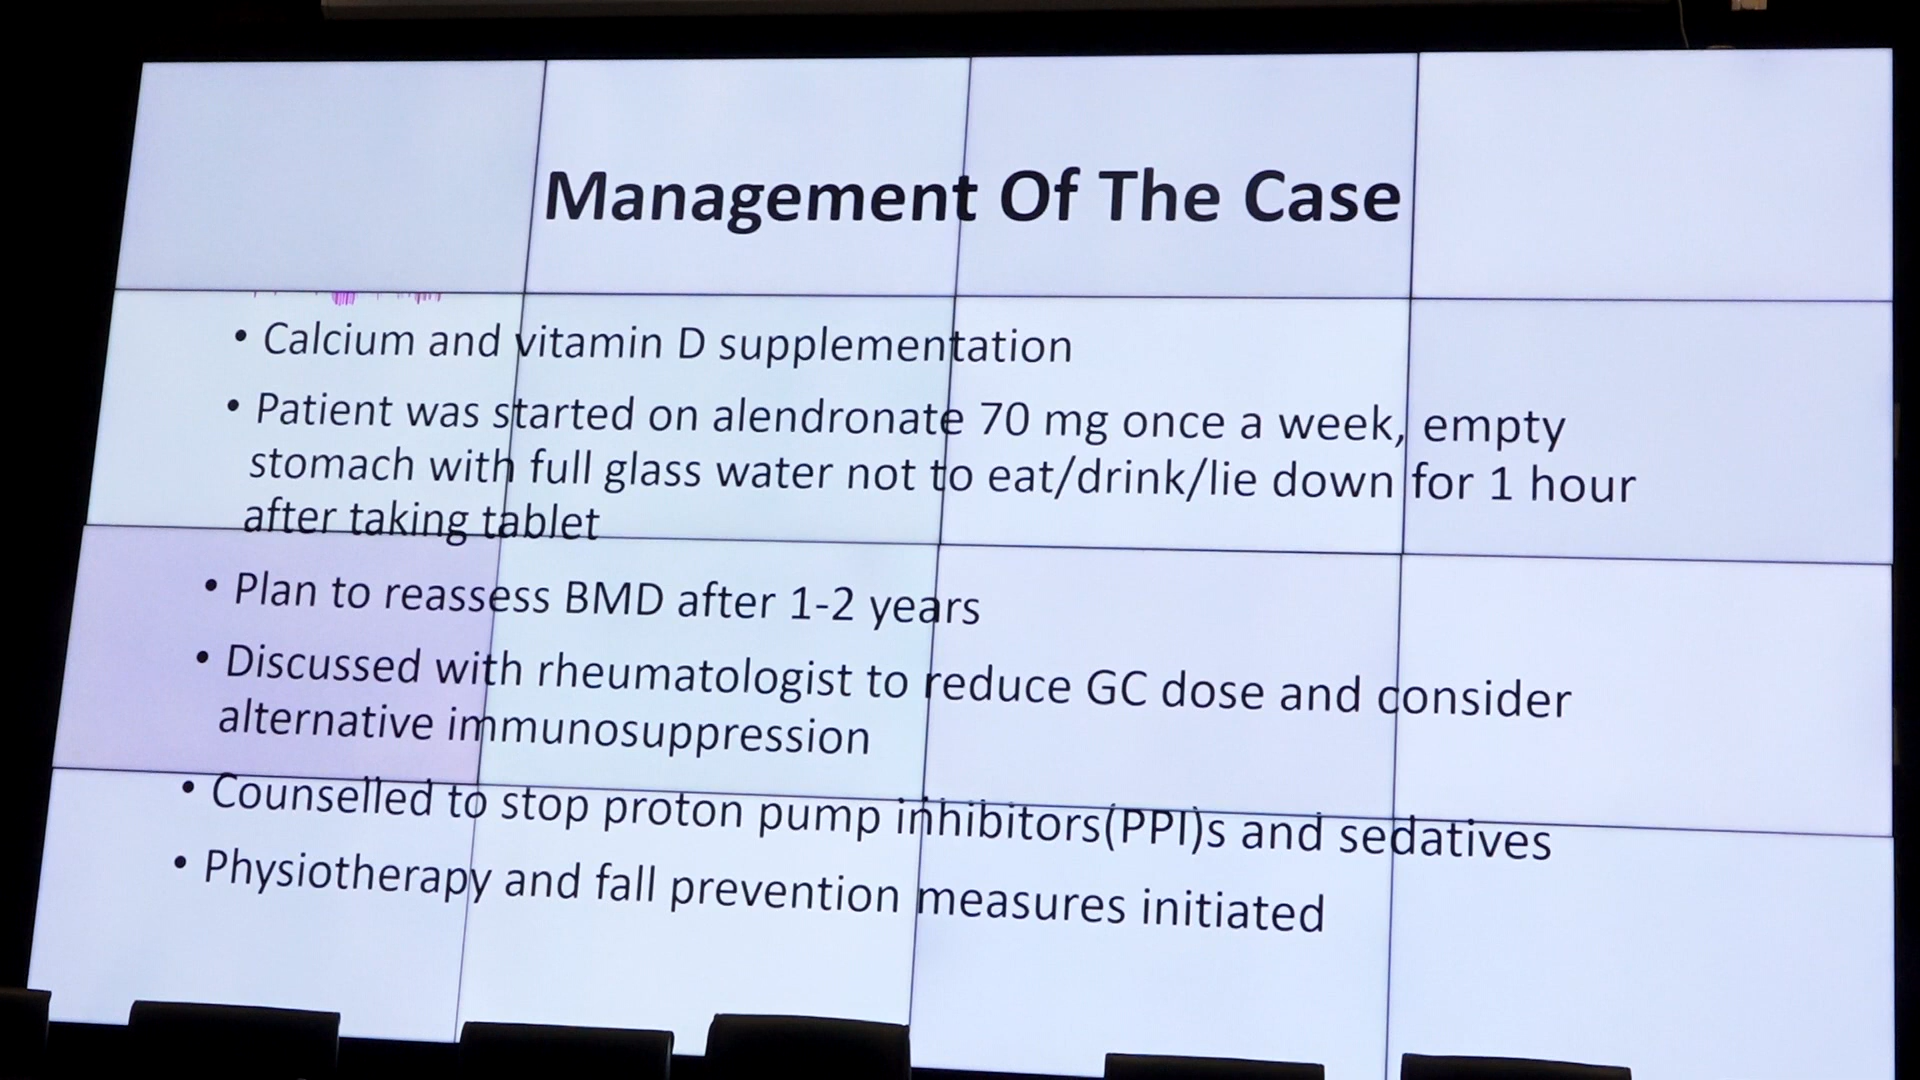 Management Of The Case
• Calcium and vitamin D supplementation
• Patient was started on alendronate 70 mg once a week, empty
stomach with full glass water not to eat/drink/lie down for 1 hour
after taking tablet
• Plan to reassess BMD after 1-2 years
• Discussed with rheumatologist to reduce GC dose and consider
alternative immunosuppression
• Counselled to stop proton pump inhibitors(PPI)s and sedatives
• Physiotherapy and fall prevention measures initiated